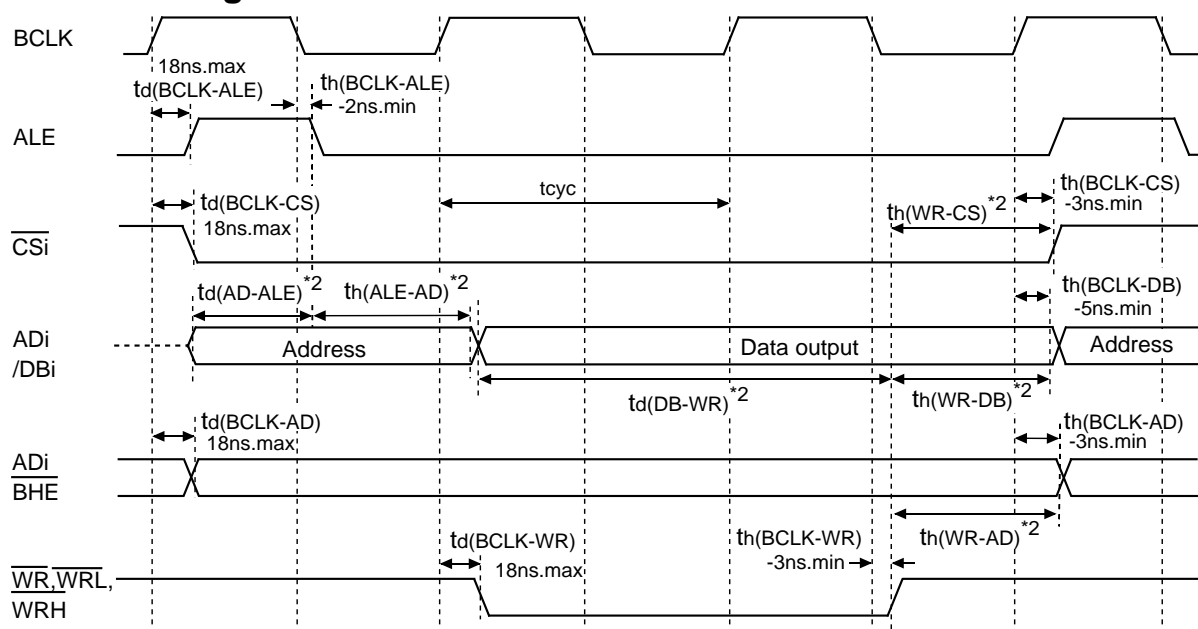 BCLK
18ns.max
td(BCLK-ALE)
th(BCLK-ALE)
-2ns.min
ALE
tcyc
td(BCLK-CS)
18ns.max
th(BCLK-CS)
-3ns.min
th(WR-CS)*2
CSi
td(AD-ALE)*2
th(ALE-AD)*2
th(BCLK-DB)
-5ns.min
ADi
/DBi
Address
Data output
Address
td(DB-WR)*2
th(WR-DB)*2
td(BCLK-AD)
18ns.max
th(BCLK-AD)
-3ns.min
ADi
BHE
td(BCLK-WR)
18ns.max
th(BCLK-WR)
-3ns.min
th(WR-AD)*2
WR,WRL,
WRH